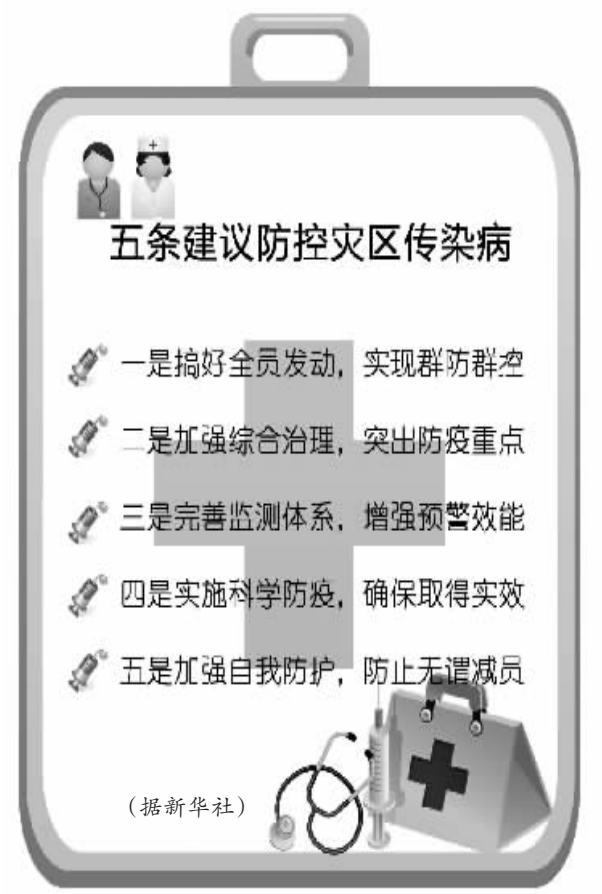 五条建议防控灾区传染病
一是搞好全员发动，实现群防群控
二是加强综合治理，突出防疫重点
三是完善监测体系，增强预警效能
四是实施科学防疫，确保取得实效
五是加强自我防护，防止无谓减员
（据新华社）